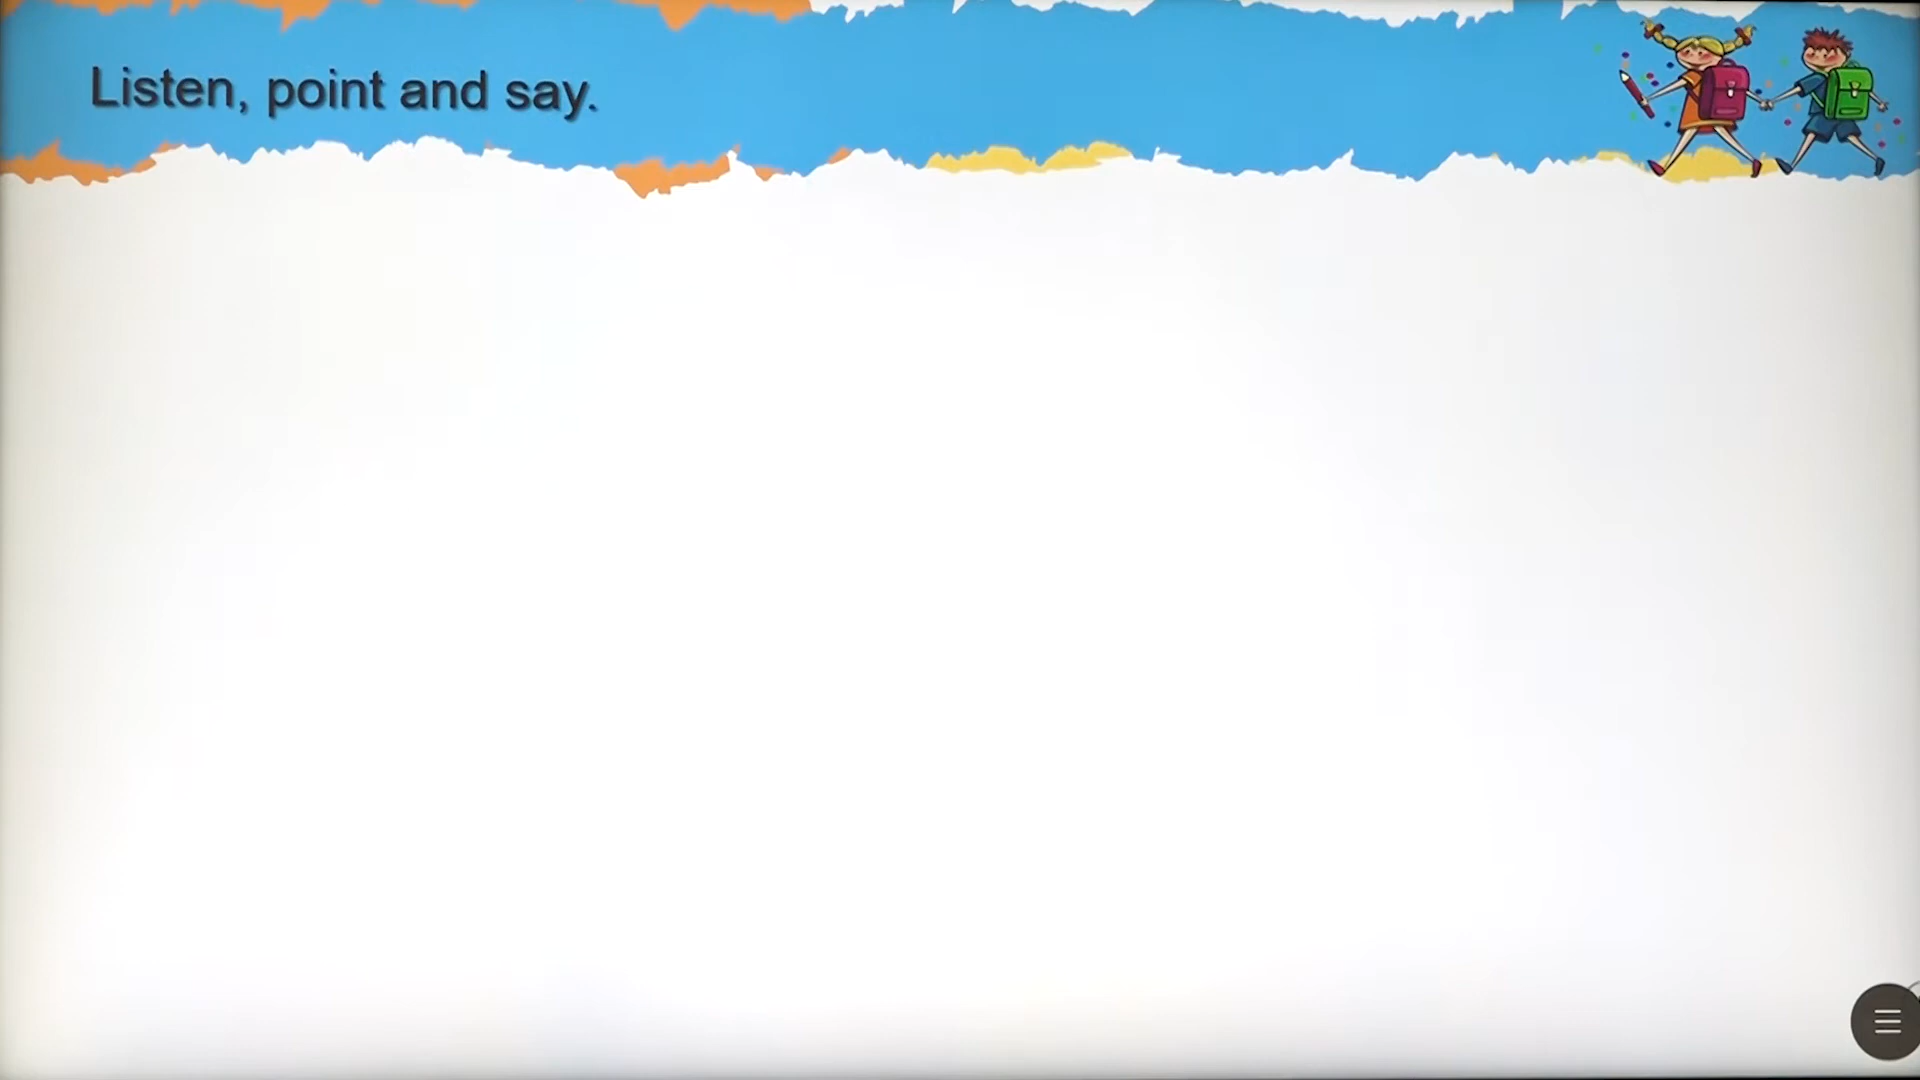 Listen, point and say.